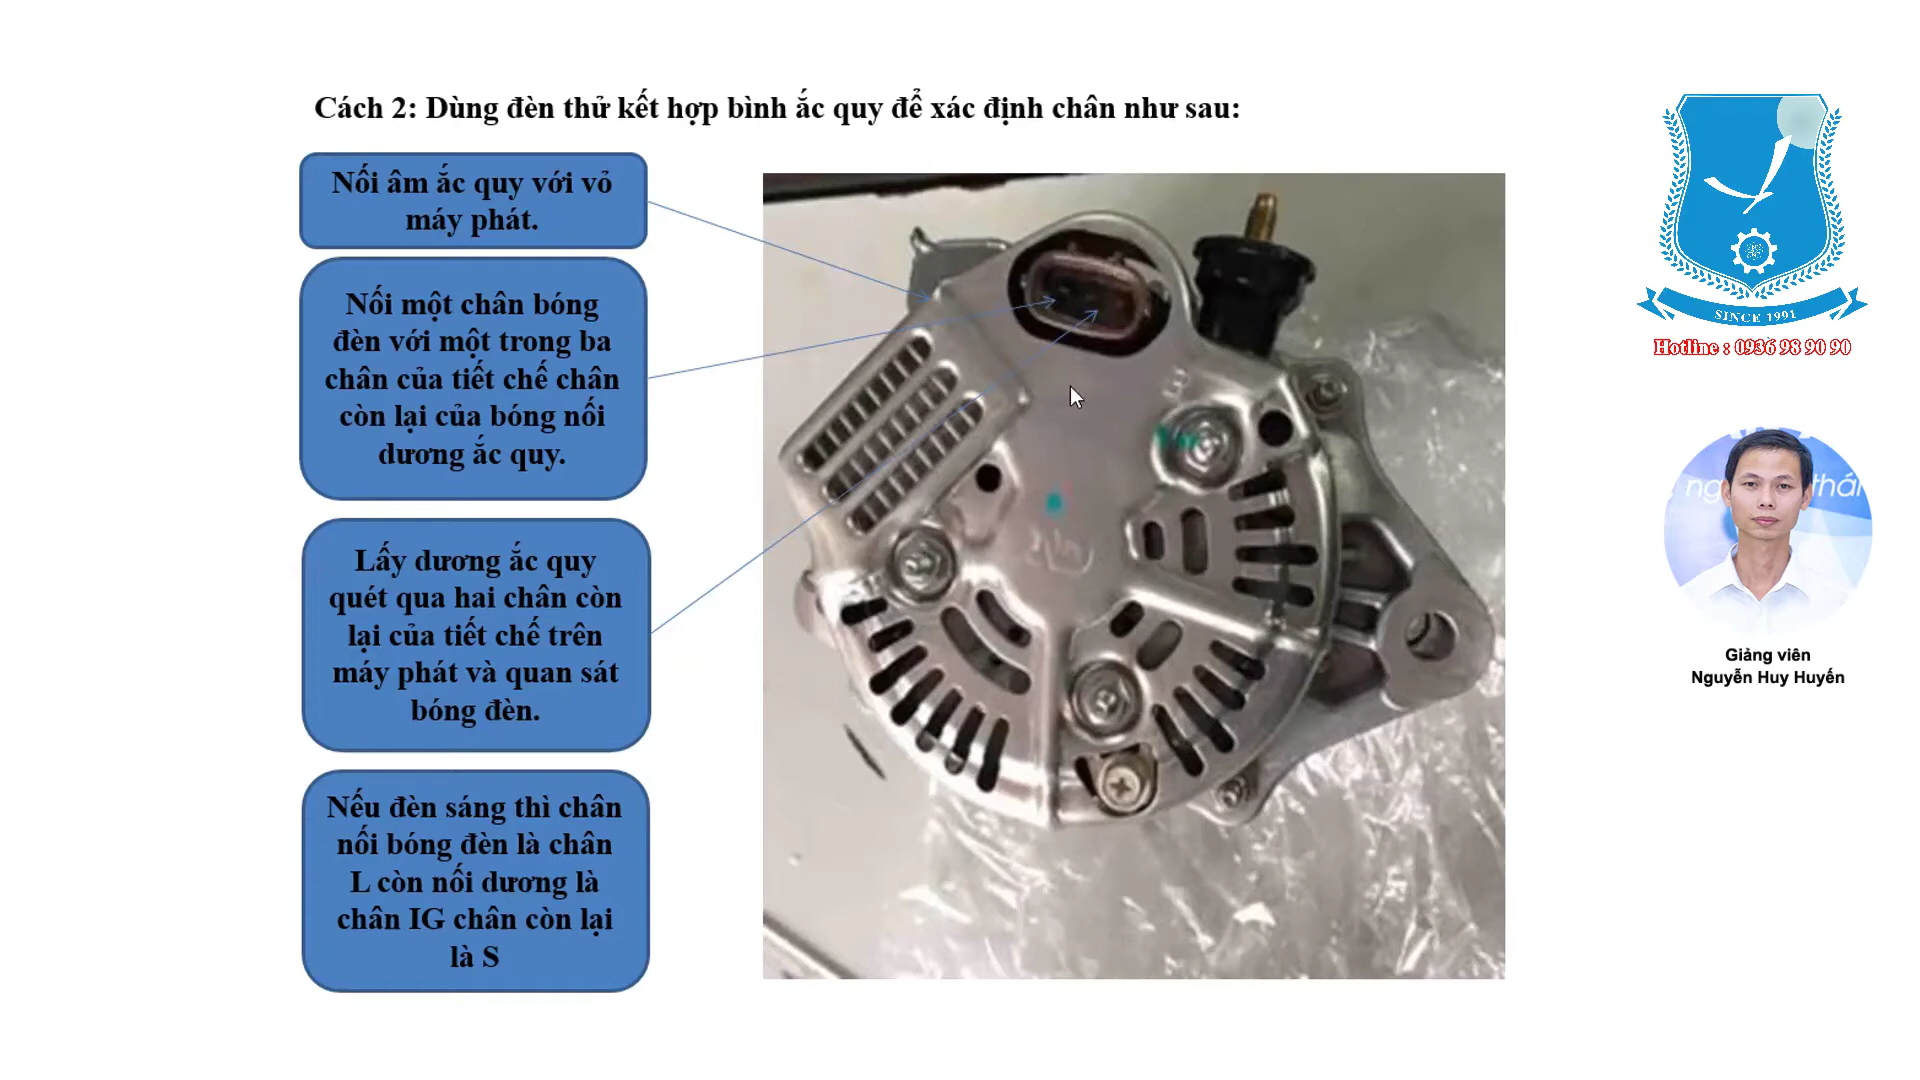 Cách 2: Dùng đèn thử kết hợp bình ắc quy để xác định chân như sau:
Nối âm ắc quy với vỏ
máy phát.
Nối một chân bóng
đèn với một trong ba
chân của tiết chế chân
còn lại của bóng nối
dương ắc quy.
Lấy dương ắc quy
quét qua hai chân còn
lại của tiết chế trên
máy phát và quan sát
bóng đèn.
Nếu đèn sáng thì chân
nối bóng đèn là chân
L còn nối dương là
chân IG chân còn lại
là S
B
SINCE 1991
Hotline : 0936 98 90 90
Giảng viên
Nguyễn Huy Huyến